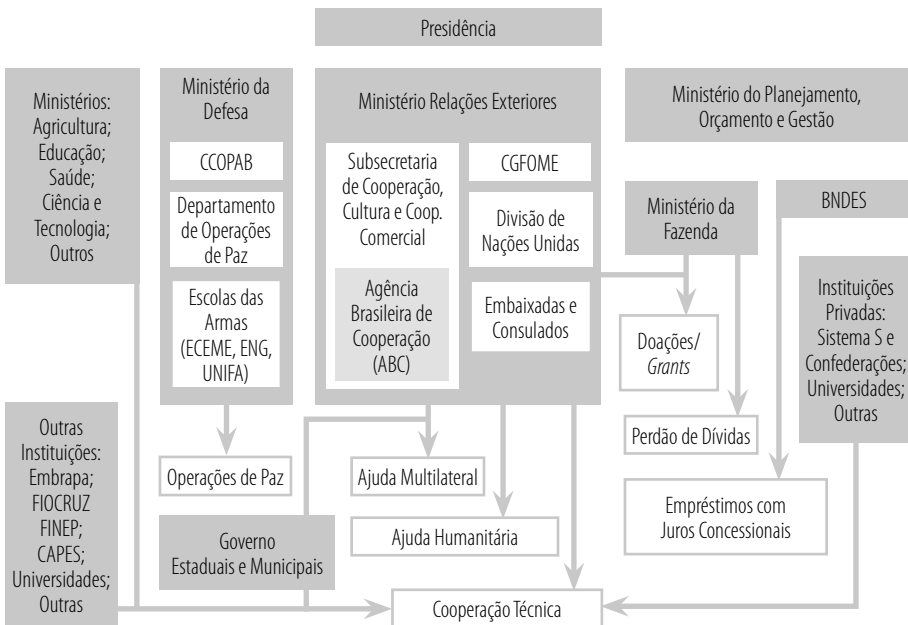 Presidência
Ministérios:
Agricultura;
Educação;
Saúde;
Ciência e
Tecnologia;
Outros
Ministério da
Defesa
CCOPAB
Departamento
de Operações
de Paz
Escolas das
Armas
(ECEME, ENG,
UNIFA)
Ministério Relações Exteriores
Subsecretaria
de Cooperação,
Cultura e Coop.
Comercial
Agência
Brasileira de
Cooperação
(ABC)
CGFOME
Divisão de
Nações Unidas
Embaixadas e
Consulados
Ministério do Planejamento,
Orçamento e Gestão
Ministério da
Fazenda
BNDES
Doações/
Grants
Instituições
Privadas:
Sistema S e
Confederações;
Universidades;
Outras
Outras
Instituições:
Embrapa;
FIOCRUZ
FINEP;
CAPES;
Universidades;
Outras
Operações de Paz
Ajuda Multilateral
Perdão de Dívidas
Empréstimos com
Juros Concessionais
Governo
Estaduais e Municipais
Ajuda Humanitária
Cooperação Técnica